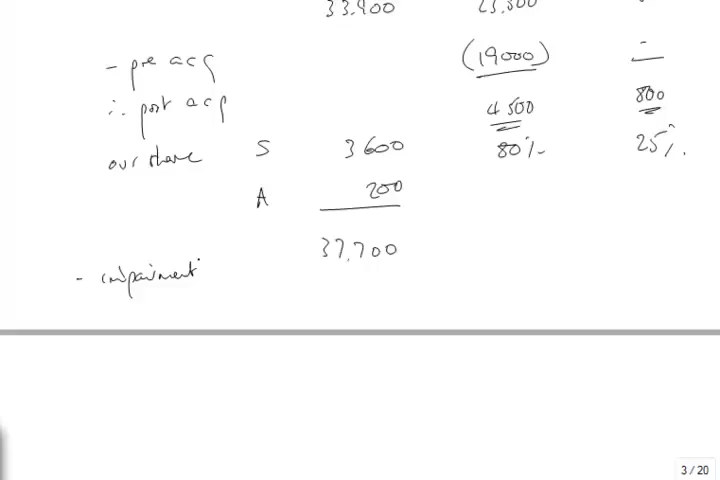 33,900 23,500
- pre acq (19000) -
∴ post acq 4500 800
our share S 3600 80% 25%.
A 200
37,700
- impairment
3 / 20